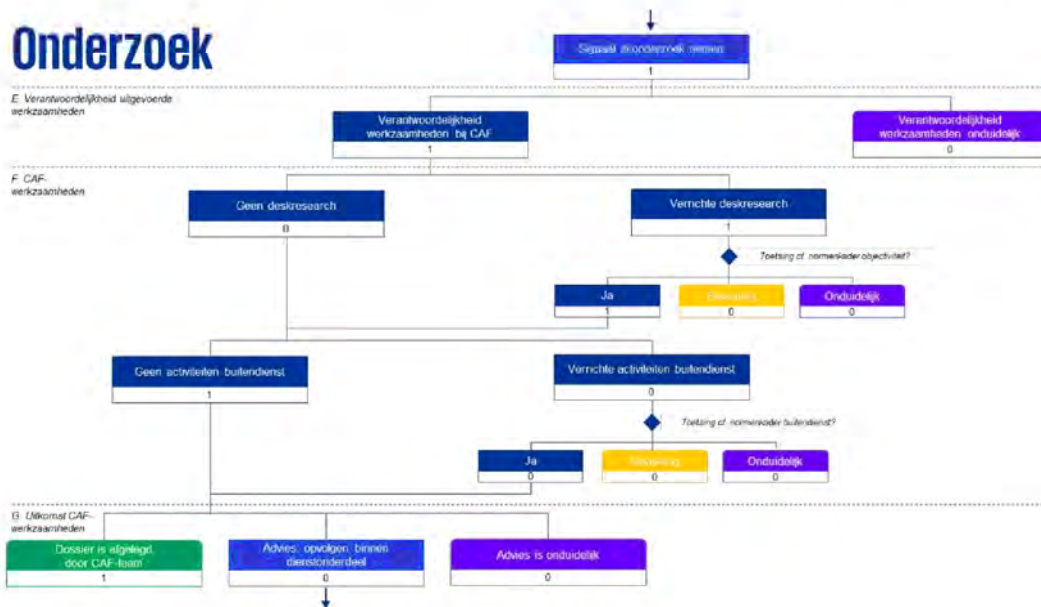 Onderzoek
Signaal in onderzoek nemen
1
E. Verantwoordelijkheid uitgevoerde
werkzaamheden
Verantwoordelijkheid
werkzaamheden bij CAF
1
Verantwoordelijkheid
werkzaamheden onduidelijk
0
F. CAF-
werkzaamheden
Geen deskresearch
0
Verrichte deskresearch
1
Toetsing cf. normenkader objectiviteit?
Ja
1
0
Onduidelijk
0
Geen activiteiten buitendienst
1
Verrichte activiteiten buitendienst
0
Toetsing cf. normenkader buitendienst?
Ja
0
0
Onduidelijk
0
G. Uitkomst CAF-
werkzaamheden
Dossier is afgelegd
door CAF-team
1
Advies: opvolgen binnen
dienstonderdeel
0
Advies is onduidelijk
0